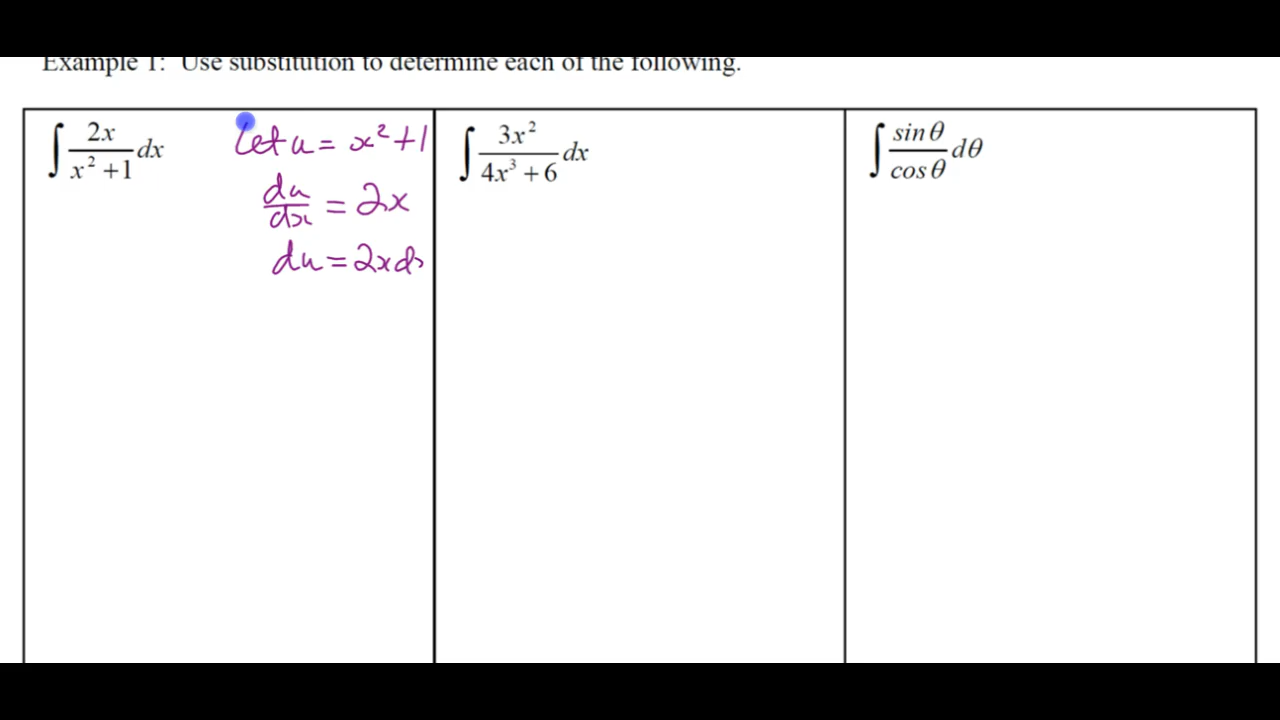 Example 1: Use substitution to determine each of the following.
∫ 2x/(x² + 1) dx
Let u = x² + 1
du/dx = 2x
du = 2x dx
∫ 3x²/(4x³ + 6) dx
∫ sin θ/cos θ dθ